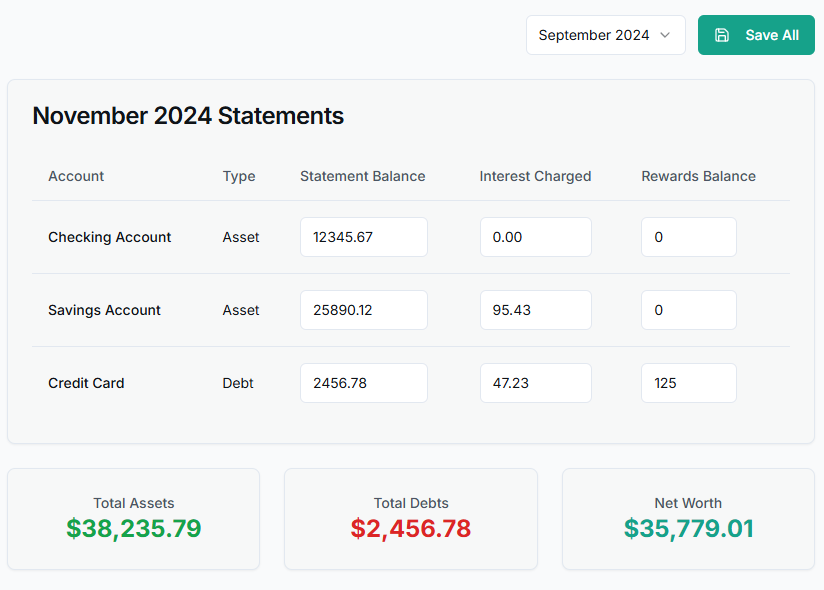 September 2024 Save All
November 2024 Statements
Account Type Statement Balance Interest Charged Rewards Balance
Checking Account Asset 12345.67 0.00 0
Savings Account Asset 25890.12 95.43 0
Credit Card Debt 2456.78 47.23 125
Total Assets Total Debts Net Worth
$38,235.79 $2,456.78 $35,779.01